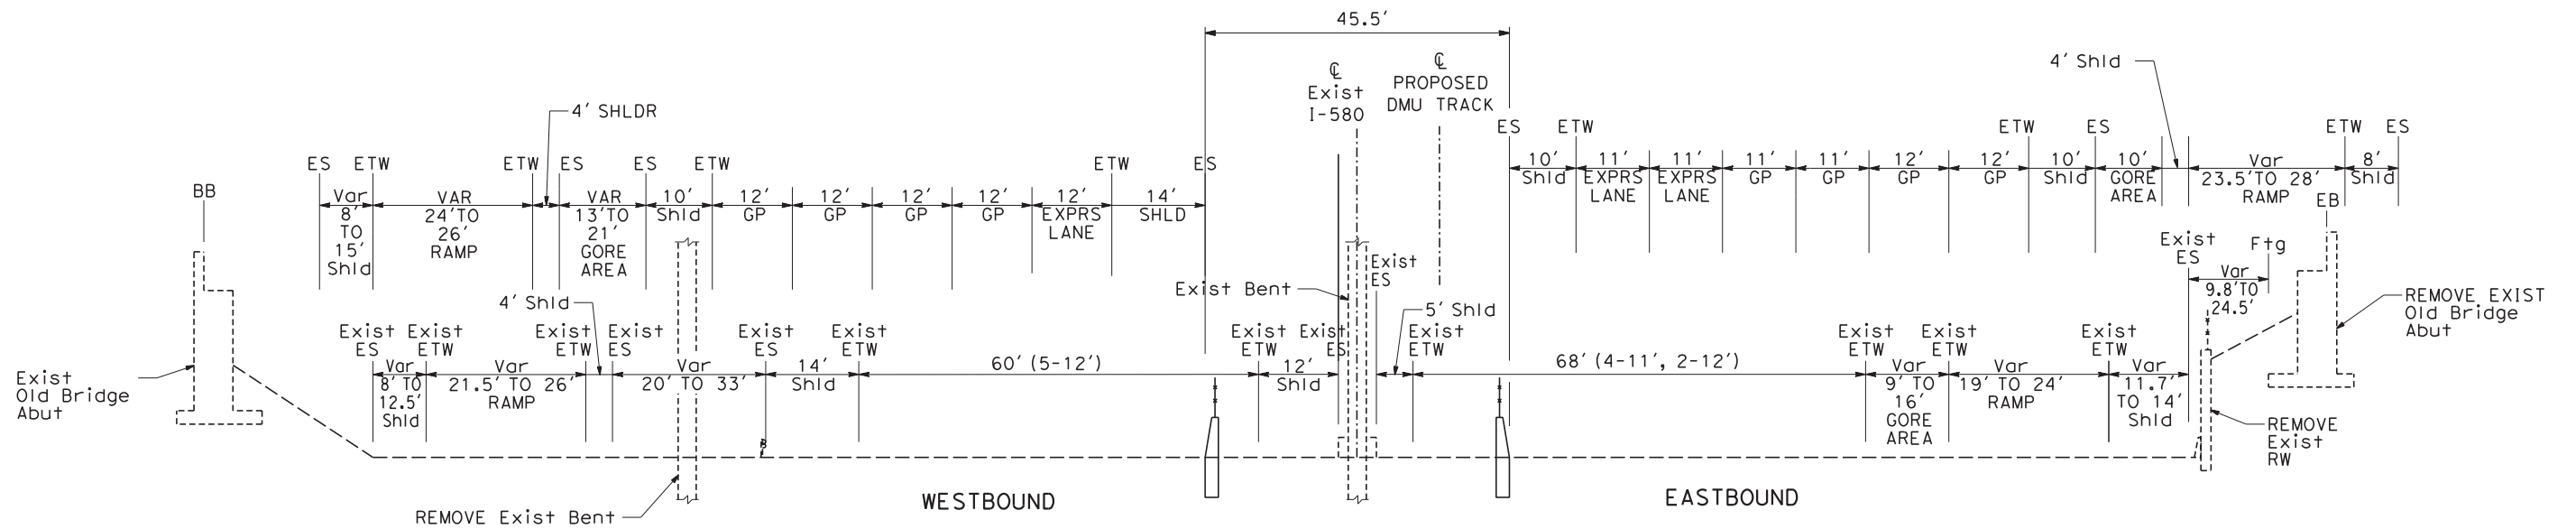 45.5'
℄
Exist
I-580
℄
PROPOSED
DMU TRACK
4' Shld
4' SHLDR
ES
ETW
ETW
ES
ES
ETW
ETW
ES
ES
ETW
ETW
ES
ETW
ES
BB
Var
8'
TO
15'
Shld
VAR
24'TO
26'
RAMP
VAR
13'TO
21'
GORE
AREA
10'
Shld
12'
GP
12'
GP
12'
GP
12'
GP
12'
EXPRS
LANE
14'
SHLD
10'
Shld
11'
EXPRS
LANE
11'
EXPRS
LANE
11'
GP
11'
GP
12'
GP
12'
GP
10'
Shld
10'
GORE
AREA
Var
23.5'TO 28'
RAMP
8'
Shld
EB
Exist
ES
Ftg
Var
9.8'TO
24.5'
Exist Bent
Exist
ES
5' Shld
4' Shld
REMOVE EXIST
Old Bridge
Abut
Exist
ES
Exist
ETW
Exist
ETW
Exist
ES
Exist
ES
Exist
ETW
Exist
ETW
Exist
ES
Exist
ETW
Exist
ETW
Exist
ETW
Exist
ETW
Var
8' TO
12.5'
Shld
Var
21.5' TO 26'
RAMP
Var
20' TO 33'
14'
Shld
60' (5-12')
12'
Shld
68' (4-11', 2-12')
Var
9' TO
16'
GORE
AREA
Var
19' TO 24'
RAMP
Var
11.7'
TO 14'
Shld
Exist
Old Bridge
Abut
REMOVE
Exist
RW
REMOVE Exist Bent
WESTBOUND
EASTBOUND